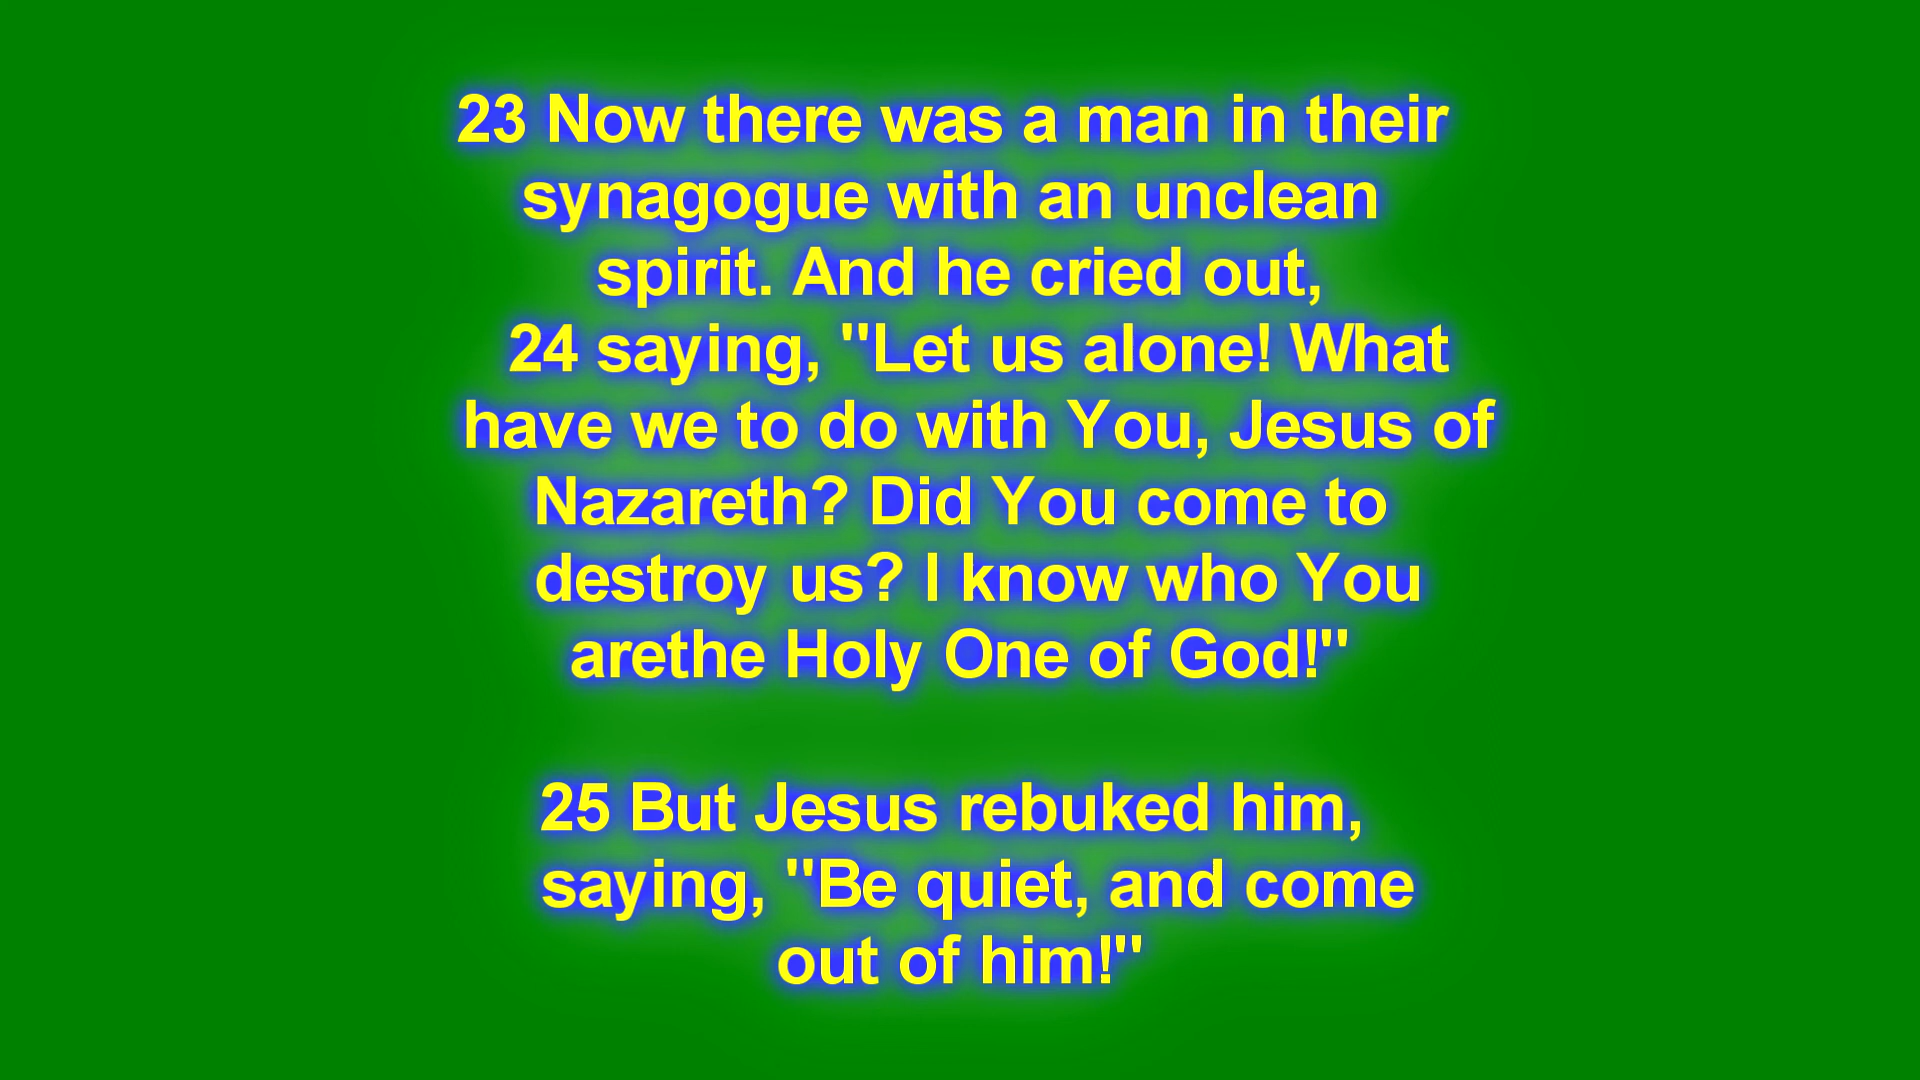 23 Now there was a man in their
synagogue with an unclean
spirit. And he cried out,
24 saying, "Let us alone! What
have we to do with You, Jesus of
Nazareth? Did You come to
destroy us? I know who You
arethe Holy One of God!"
25 But Jesus rebuked him,
saying, "Be quiet, and come
out of him!"